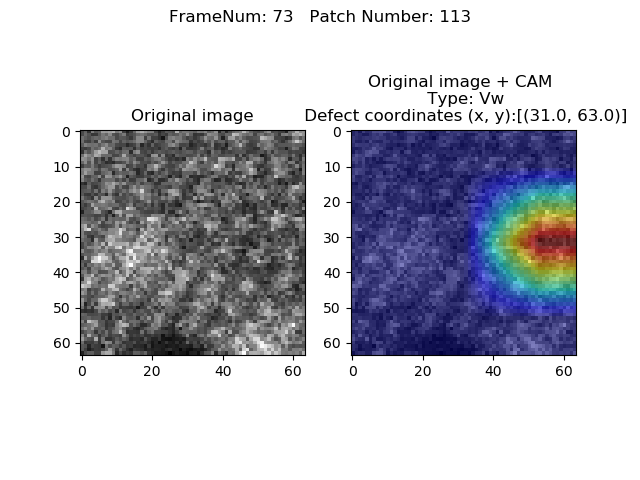 FrameNum: 73   Patch Number: 113
Original image
Original image + CAM
Type: Vw
Defect coordinates (x, y):[(31.0, 63.0)]
0
10
20
30
40
50
60
0 20 40 60
0
10
20
30
40
50
60
0 20 40 60